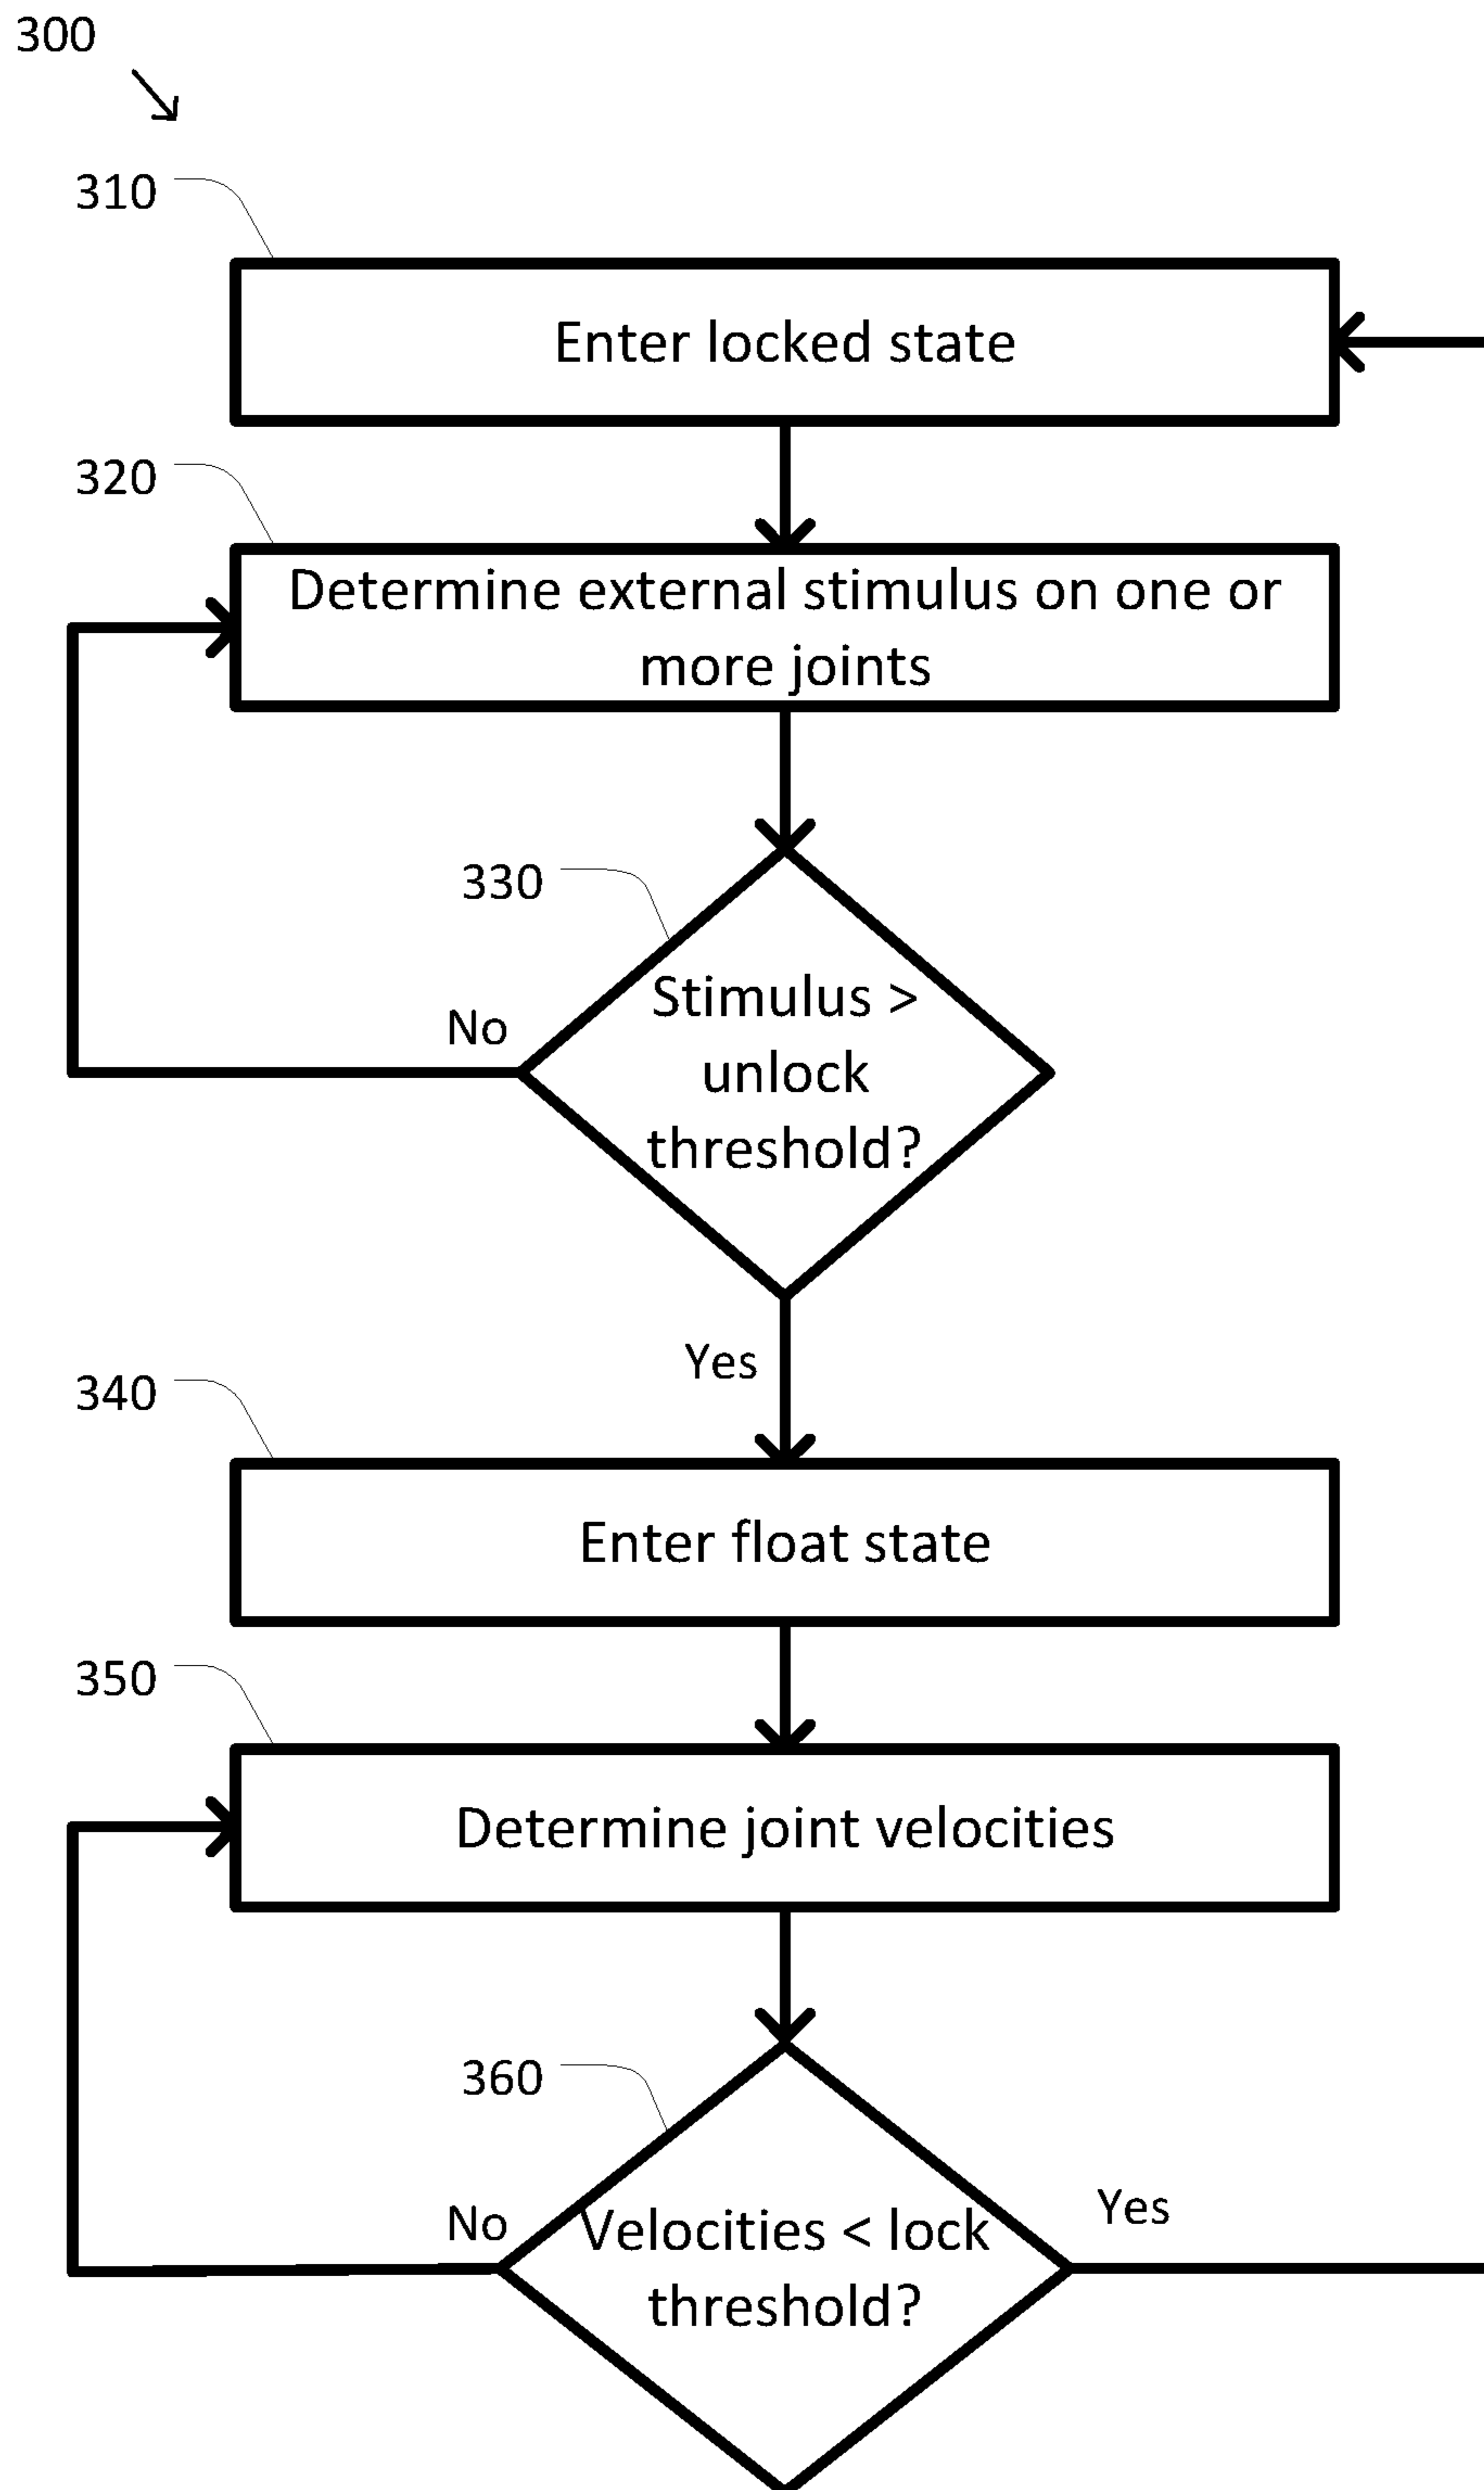 300
310
Enter locked state
320
Determine external stimulus on one or
more joints
330
Stimulus >
unlock
threshold?
No
Yes
340
Enter float state
350
Determine joint velocities
360
Velocities < lock
threshold?
No
Yes